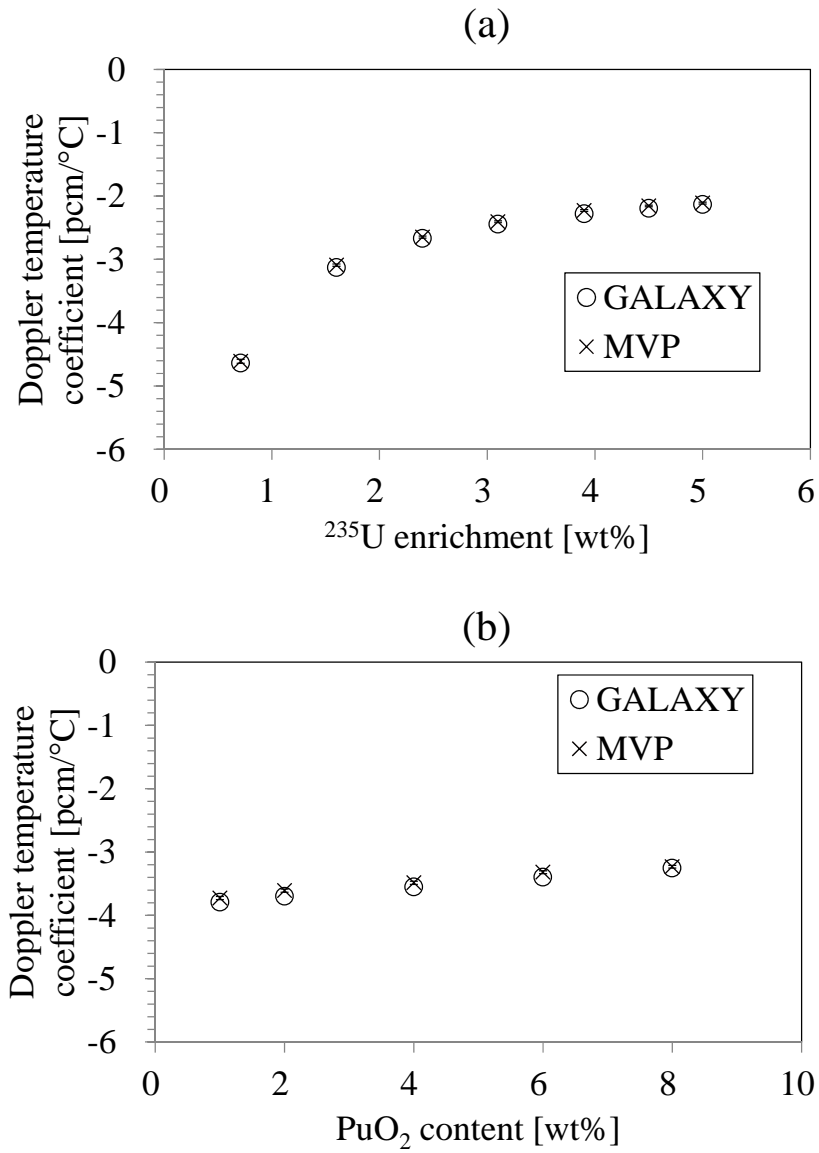 (a)
Doppler temperature
coefficient [pcm/°C]
0
-1
-2
-3
-4
-5
-6
GALAXY
MVP
0 1 2 3 4 5 6
²³⁵U enrichment [wt%]
(b)
Doppler temperature
coefficient [pcm/°C]
0
-1
-2
-3
-4
-5
-6
GALAXY
MVP
0 2 4 6 8 10
PuO₂ content [wt%]